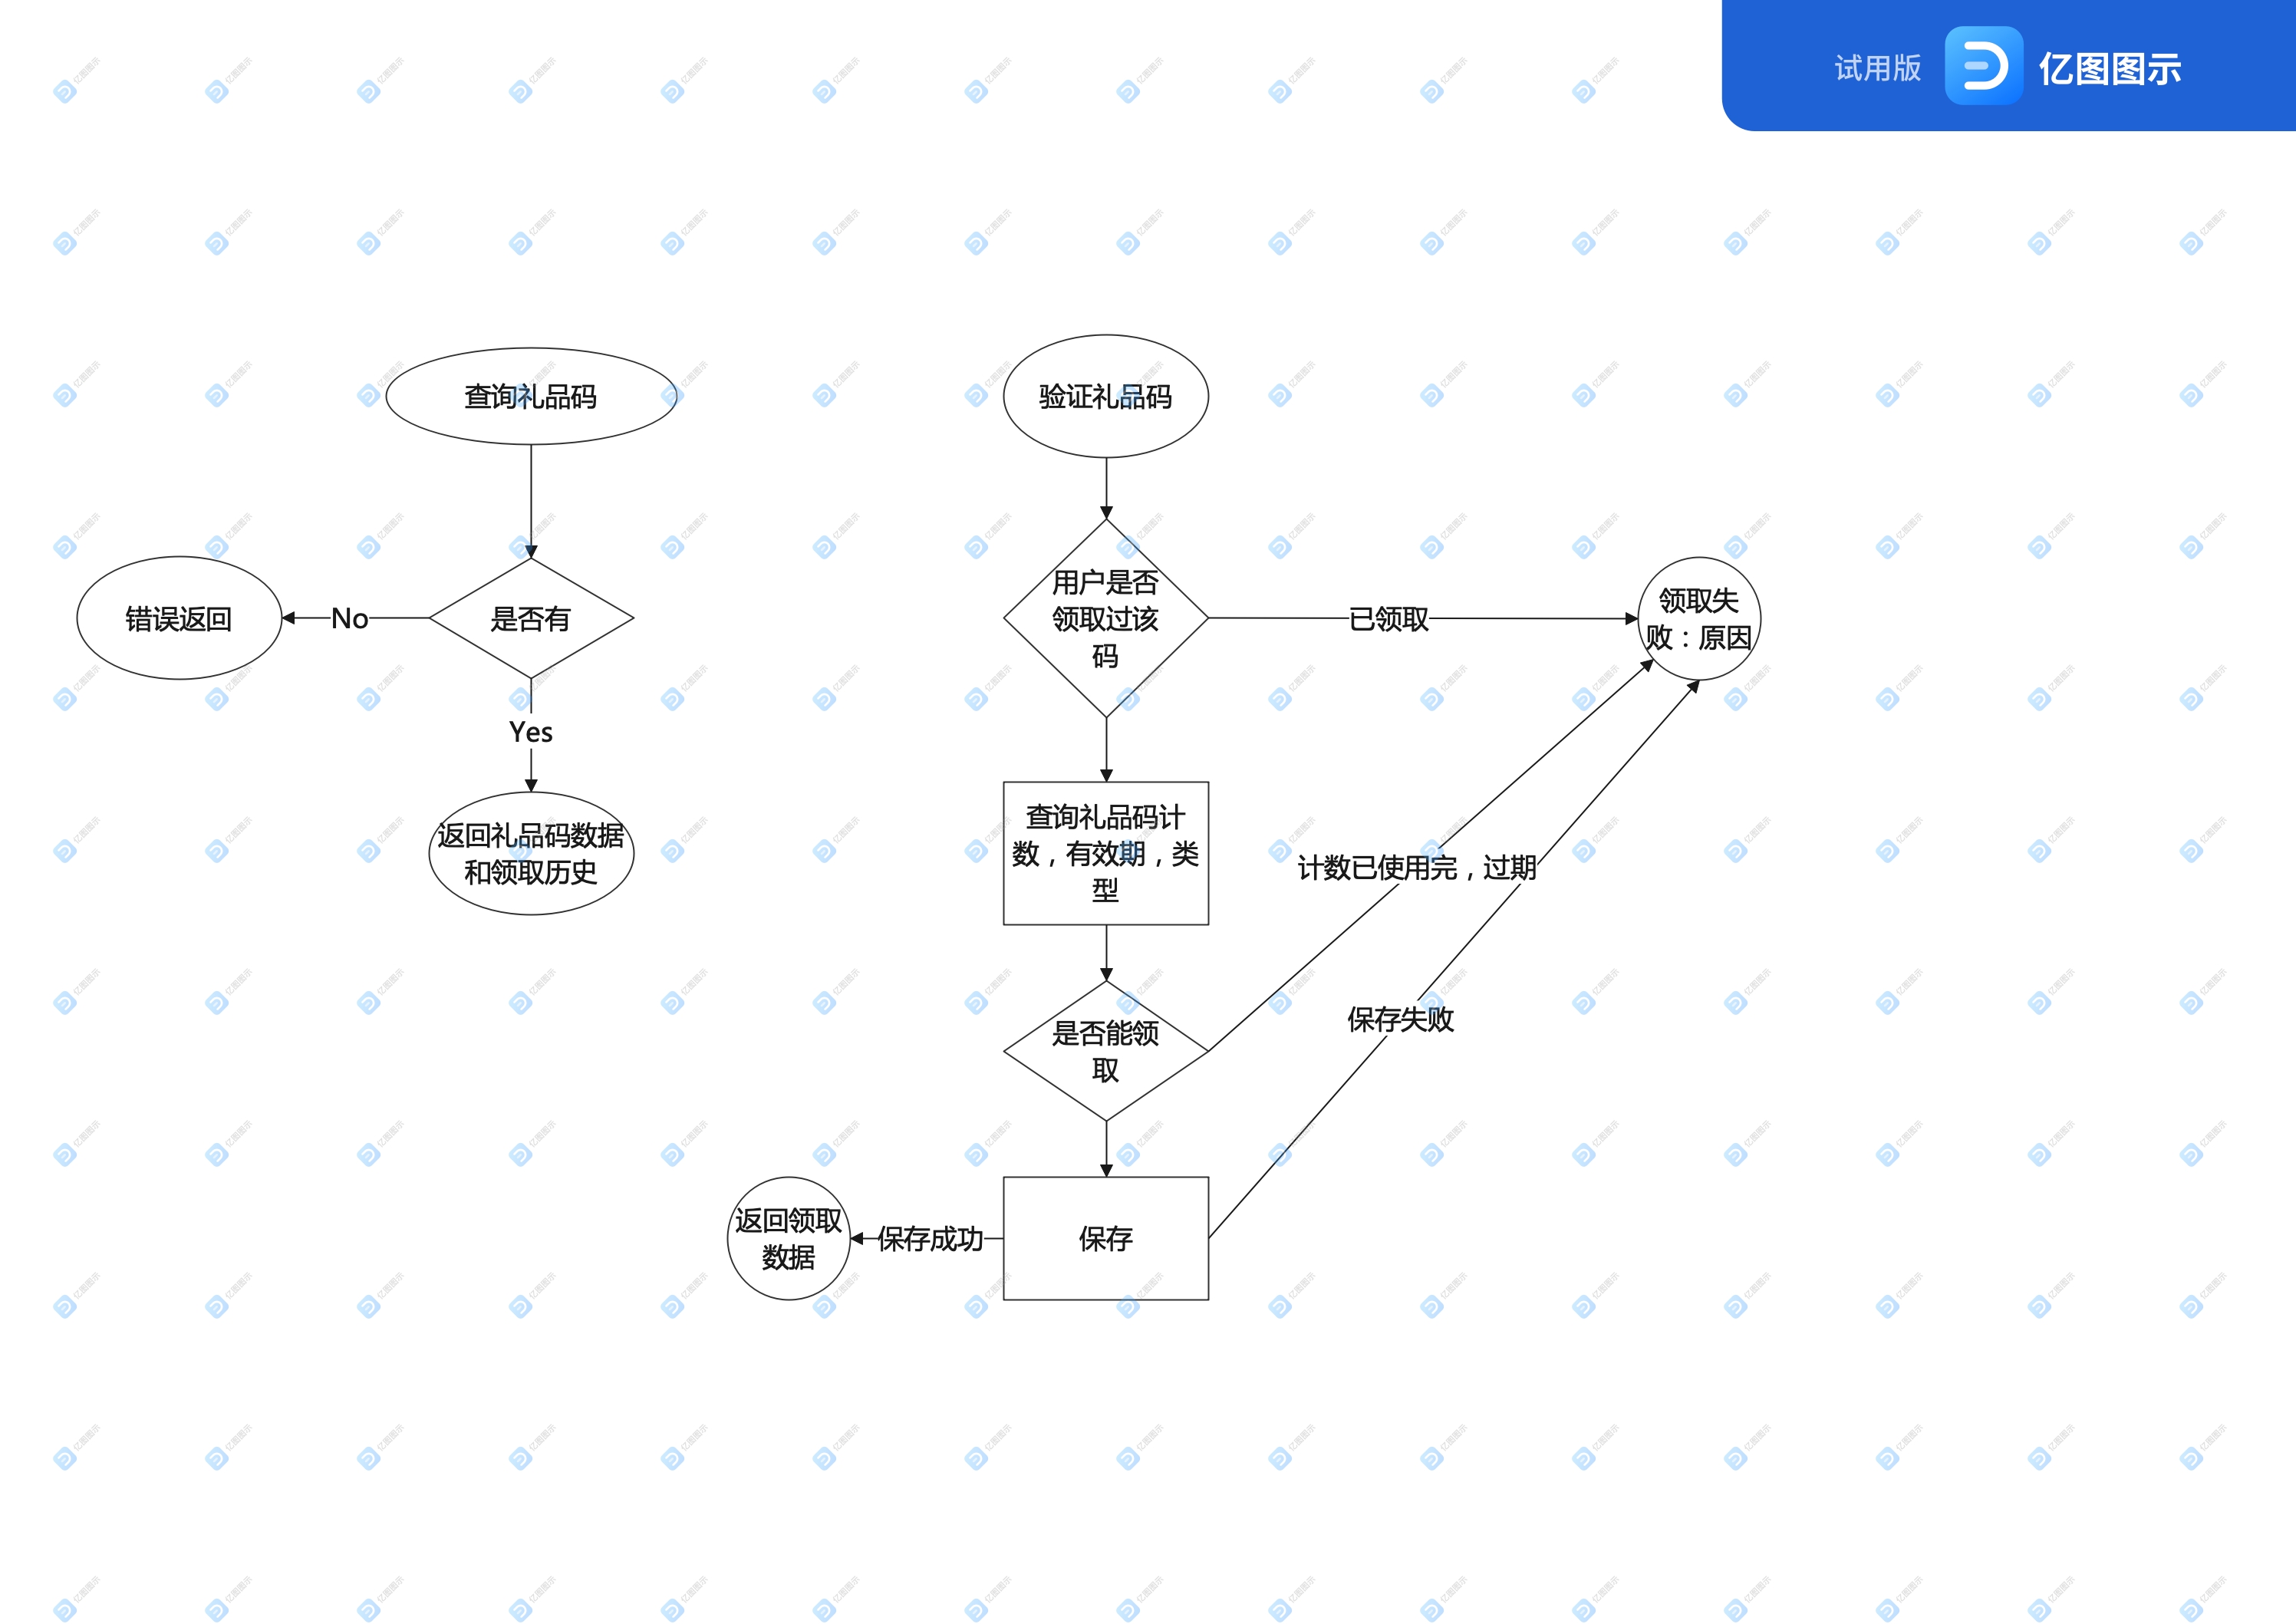 试用版
亿图图示
查询礼品码
是否有
No
错误返回
Yes
返回礼品码数据
和领取历史
验证礼品码
用户是否
领取过该
码
已领取
领取失
败：原因
查询礼品码计
数，有效期，类
型
计数已使用完，过期
是否能领
取
保存失败
保存
保存成功
返回领取
数据